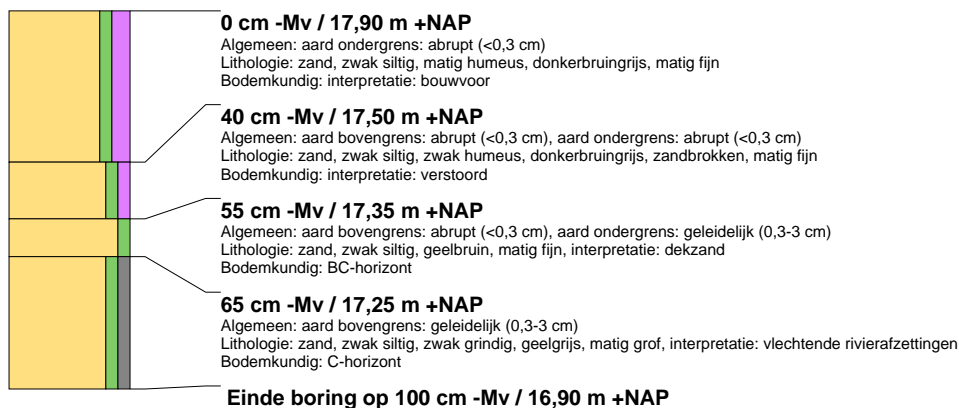 0 cm -Mv / 17,90 m +NAP
Algemeen: aard ondergrens: abrupt (<0,3 cm)
Lithologie: zand, zwak siltig, matig humeus, donkerbruingrijs, matig fijn
Bodemkundig: interpretatie: bouwvoor
40 cm -Mv / 17,50 m +NAP
Algemeen: aard bovengrens: abrupt (<0,3 cm), aard ondergrens: abrupt (<0,3 cm)
Lithologie: zand, zwak siltig, zwak humeus, donkerbruingrijs, zandbrokken, matig fijn
Bodemkundig: interpretatie: verstoord
55 cm -Mv / 17,35 m +NAP
Algemeen: aard bovengrens: abrupt (<0,3 cm), aard ondergrens: geleidelijk (0,3-3 cm)
Lithologie: zand, zwak siltig, geelbruin, matig fijn, interpretatie: dekzand
Bodemkundig: BC-horizont
65 cm -Mv / 17,25 m +NAP
Algemeen: aard bovengrens: geleidelijk (0,3-3 cm)
Lithologie: zand, zwak siltig, zwak grindig, geelgrijs, matig grof, interpretatie: vlechtende rivierafzettingen
Bodemkundig: C-horizont
Einde boring op 100 cm -Mv / 16,90 m +NAP